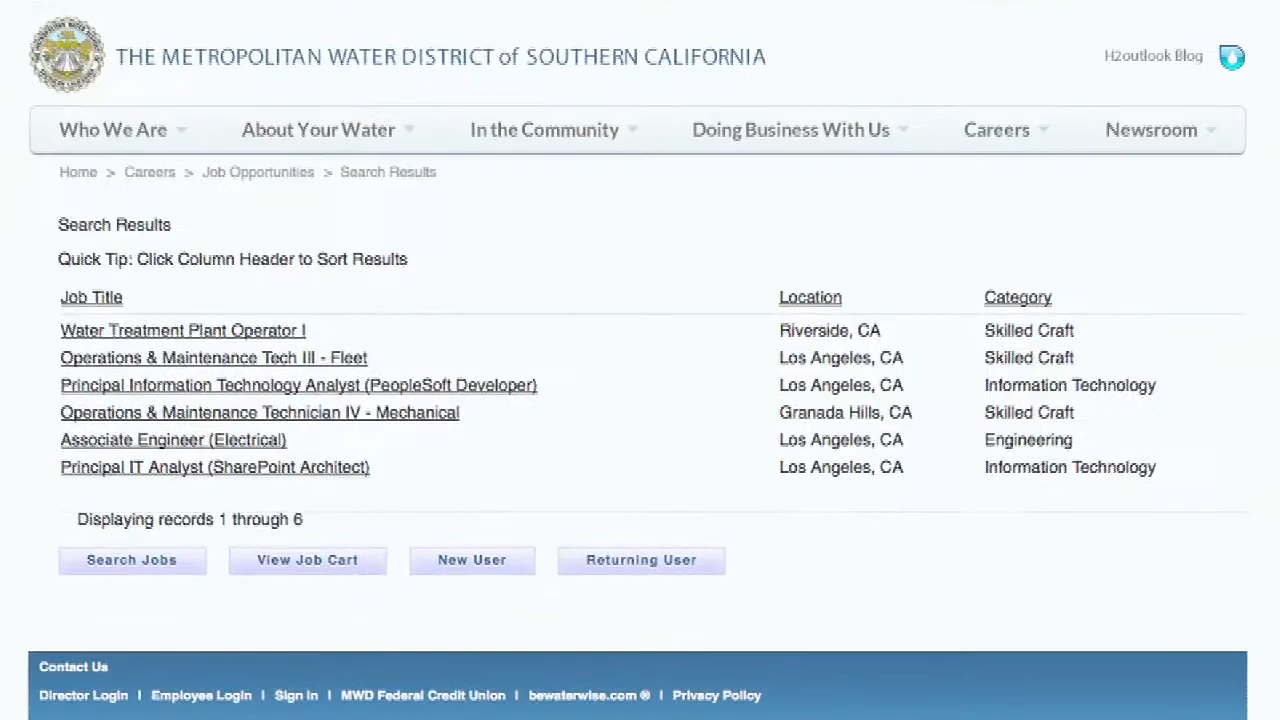 THE METROPOLITAN WATER DISTRICT of SOUTHERN CALIFORNIA
H2outlook Blog
Who We Are About Your Water In the Community Doing Business With Us Careers Newsroom
Home > Careers > Job Opportunities > Search Results
Search Results
Quick Tip: Click Column Header to Sort Results
Job Title Location Category
Water Treatment Plant Operator I Riverside, CA Skilled Craft
Operations & Maintenance Tech III - Fleet Los Angeles, CA Skilled Craft
Principal Information Technology Analyst (PeopleSoft Developer) Los Angeles, CA Information Technology
Operations & Maintenance Technician IV - Mechanical Granada Hills, CA Skilled Craft
Associate Engineer (Electrical) Los Angeles, CA Engineering
Principal IT Analyst (SharePoint Architect) Los Angeles, CA Information Technology
Displaying records 1 through 6
Search Jobs View Job Cart New User Returning User
Contact Us
Director Login | Employee Login | Sign In | MWD Federal Credit Union | bewaterwise.com ® | Privacy Policy